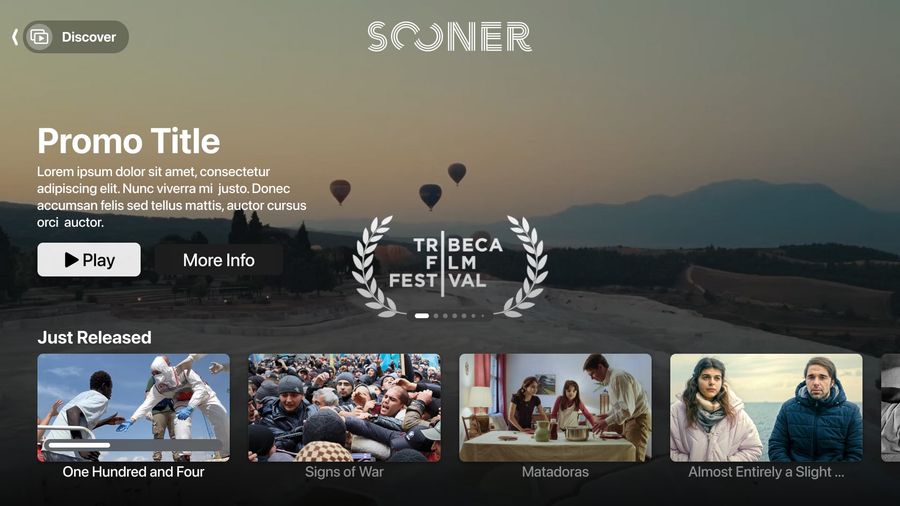 Discover
SOONER
Promo Title
Lorem ipsum dolor sit amet, consectetur
adipiscing elit. Nunc viverra mi justo. Donec
accumsan felis sed tellus mattis, auctor cursus
orci auctor.
Play
More Info
TRIBECA
FILM
FESTIVAL
Just Released
One Hundred and Four
Signs of War
Matadoras
Almost Entirely a Slight ...